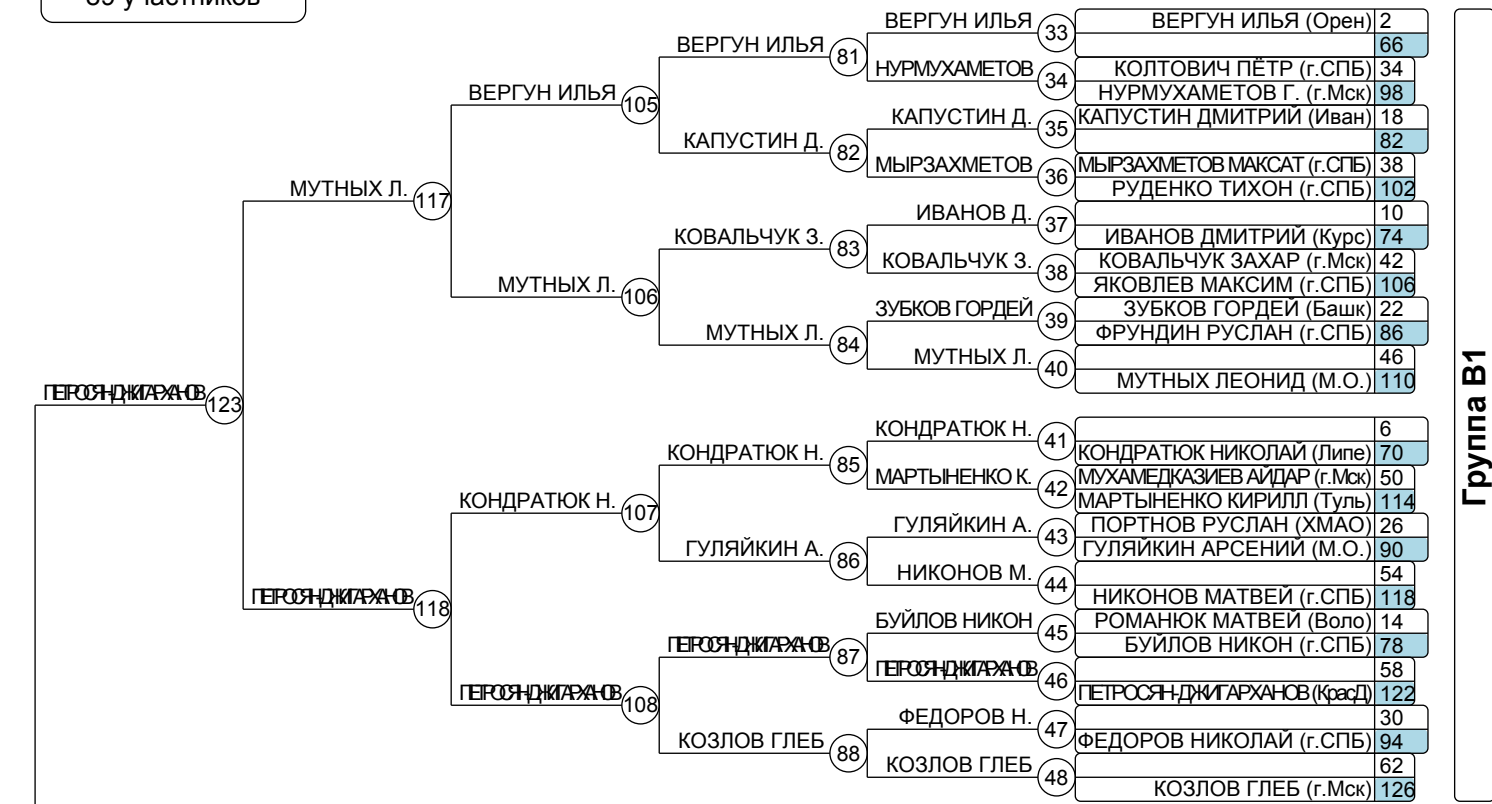 89 участников
ВЕРГУН ИЛЬЯ 33 ВЕРГУН ИЛЬЯ (Орен) 2
66
ВЕРГУН ИЛЬЯ 81
НУРМУХАМЕТОВ 34 КОЛТОВИЧ ПЁТР (г.СПБ) 34
НУРМУХАМЕТОВ Г. (г.Мск) 98
ВЕРГУН ИЛЬЯ 105
КАПУСТИН Д. 35 КАПУСТИН ДМИТРИЙ (Иван) 18
82
КАПУСТИН Д. 82
МЫРЗАХМЕТОВ 36 МЫРЗАХМЕТОВ МАКСАТ (г.СПБ) 38
РУДЕНКО ТИХОН (г.СПБ) 102
МУТНЫХ Л. 117
ИВАНОВ Д. 37 10
ИВАНОВ ДМИТРИЙ (Курс) 74
КОВАЛЬЧУК З. 83
КОВАЛЬЧУК З. 38 КОВАЛЬЧУК ЗАХАР (г.Мск) 42
ЯКОВЛЕВ МАКСИМ (г.СПБ) 106
МУТНЫХ Л. 106
ЗУБКОВ ГОРДЕЙ 39 ЗУБКОВ ГОРДЕЙ (Башк) 22
ФРУНДИН РУСЛАН (г.СПБ) 86
МУТНЫХ Л. 84
МУТНЫХ Л. 40 46
МУТНЫХ ЛЕОНИД (М.О.) 110
ПЕТРОСЯН-ДЖИГАРХАНОВ 123
КОНДРАТЮК Н. 41 6
КОНДРАТЮК НИКОЛАЙ (Липе) 70
КОНДРАТЮК Н. 85
МАРТЫНЕНКО К. 42 МУХАМЕДКАЗИЕВ АЙДАР (г.Мск) 50
МАРТЫНЕНКО КИРИЛЛ (Туль) 114
КОНДРАТЮК Н. 107
ГУЛЯЙКИН А. 43 ПОРТНОВ РУСЛАН (ХМАО) 26
ГУЛЯЙКИН АРСЕНИЙ (М.О.) 90
ГУЛЯЙКИН А. 86
НИКОНОВ М. 44 54
НИКОНОВ МАТВЕЙ (г.СПБ) 118
ПЕТРОСЯН-ДЖИГАРХАНОВ 118
БУЙЛОВ НИКОН 45 РОМАНЮК МАТВЕЙ (Воло) 14
БУЙЛОВ НИКОН (г.СПБ) 78
ПЕТРОСЯН-ДЖИГАРХАНОВ 87
ПЕТРОСЯН-ДЖИГАРХАНОВ 46 58
ПЕТРОСЯН-ДЖИГАРХАНОВ (КрасД) 122
ПЕТРОСЯН-ДЖИГАРХАНОВ 108
ФЕДОРОВ Н. 47 30
ФЕДОРОВ НИКОЛАЙ (г.СПБ) 94
КОЗЛОВ ГЛЕБ 88
КОЗЛОВ ГЛЕБ 48 62
КОЗЛОВ ГЛЕБ (г.Мск) 126
Группа B1